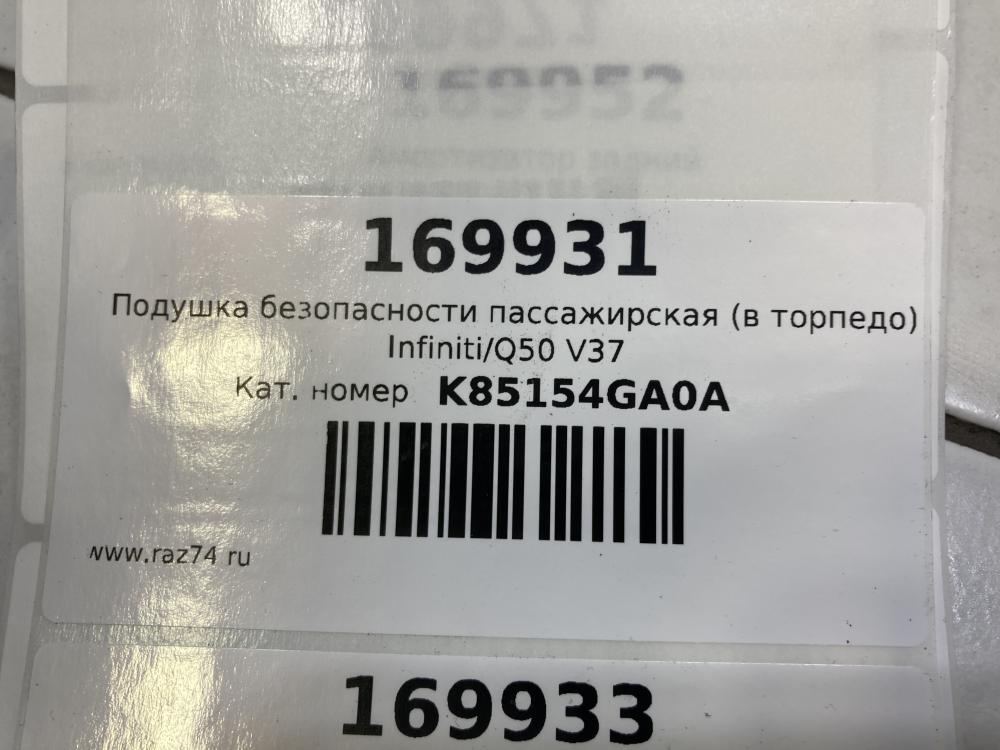 169952
169931
Подушка безопасности пассажирская (в торпедо)
Infiniti/Q50 V37
Кат. номер K85154GA0A
www.raz74 ru
169933